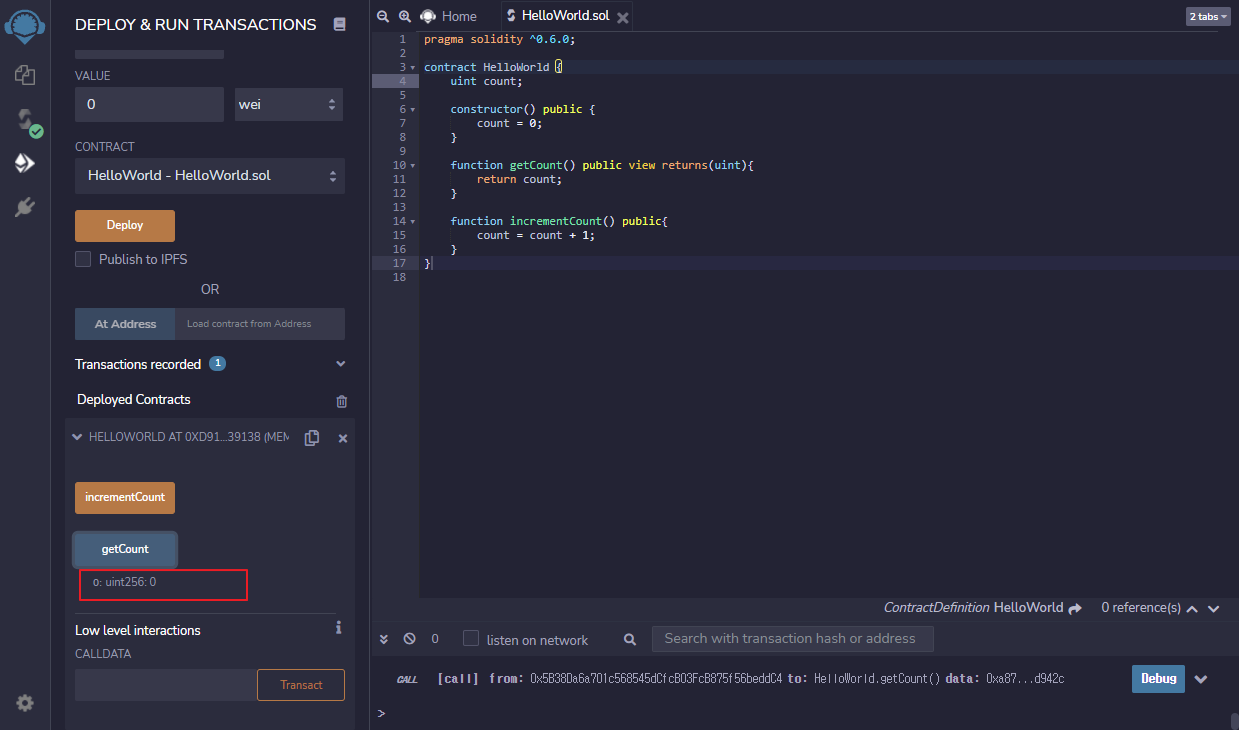 DEPLOY & RUN TRANSACTIONS
VALUE
0
wei
CONTRACT
HelloWorld - HelloWorld.sol
Deploy
Publish to IPFS
OR
At Address
Load contract from Address
Transactions recorded 1
Deployed Contracts
HELLOWORLD AT 0XD91...39138 (MEM
incrementCount
getCount
0: uint256: 0
Low level interactions
i
CALLDATA
Transact
Home
HelloWorld.sol
2 tabs
1 pragma solidity ^0.6.0;
2
3 contract HelloWorld {
4     uint count;
5
6     constructor() public {
7         count = 0;
8     }
9
10     function getCount() public view returns(uint){
11         return count;
12     }
13
14     function incrementCount() public{
15         count = count + 1;
16     }
17 }
18
ContractDefinition HelloWorld 0 reference(s)
0 listen on network Search with transaction hash or address
CALL [call] from: 0x5B38Da6a701c568545dCfcB03FcB875f56beddC4 to: HelloWorld.getCount() data: 0xa87...d942c Debug
>